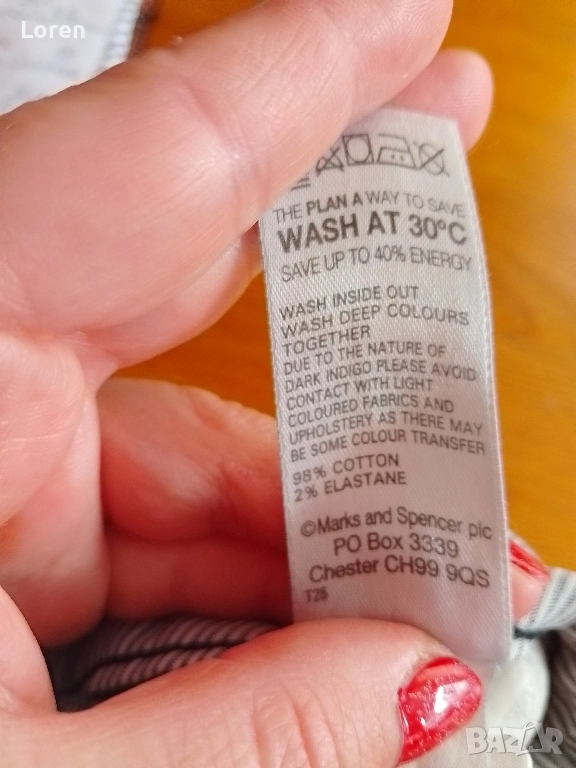 Loren
THE PLAN A WAY TO SAVE
WASH AT 30°C
SAVE UP TO 40% ENERGY
WASH INSIDE OUT
WASH DEEP COLOURS
TOGETHER
DUE TO THE NATURE OF
DARK INDIGO PLEASE AVOID
CONTACT WITH LIGHT
COLOURED FABRICS AND
UPHOLSTERY AS THERE MAY
BE SOME COLOUR TRANSFER
98% COTTON
2% ELASTANE
©Marks and Spencer plc
PO Box 3339
Chester CH99 9QS
T25
BAZAR